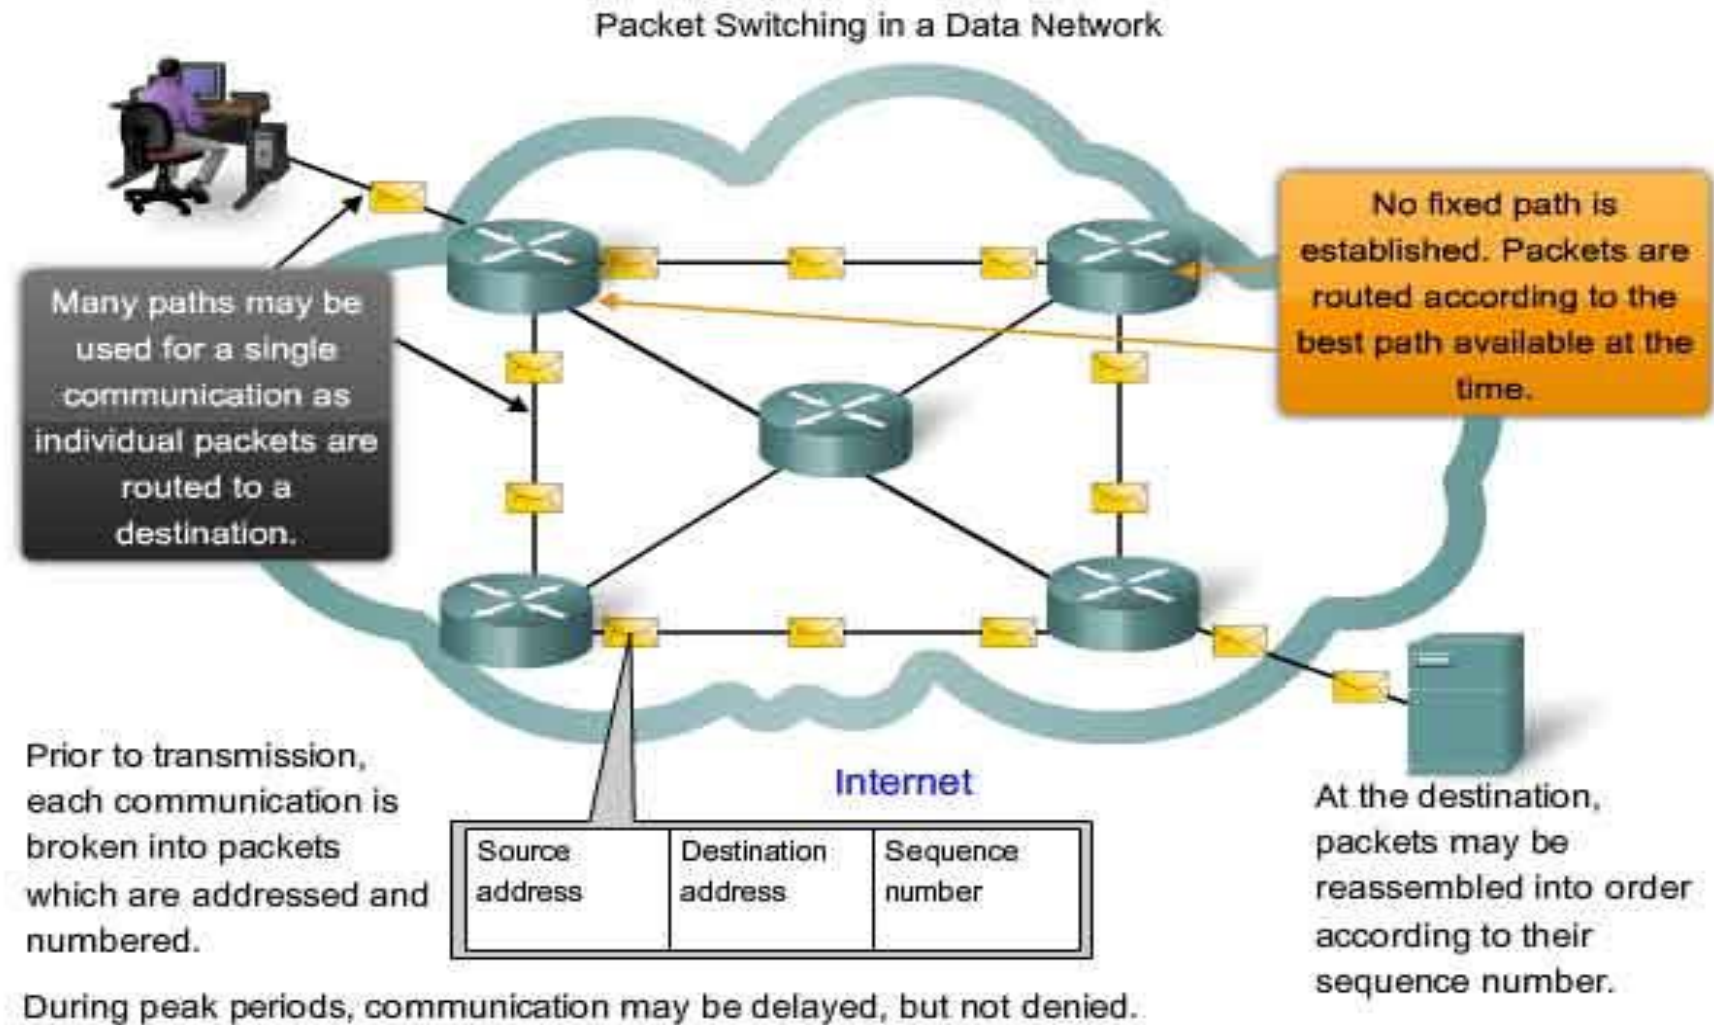 Packet Switching in a Data Network
Many paths may be
used for a single
communication as
individual packets are
routed to a
destination.
No fixed path is
established. Packets are
routed according to the
best path available at the
time.
Prior to transmission,
each communication is
broken into packets
which are addressed and
numbered.
Internet
Source
address
Destination
address
Sequence
number
At the destination,
packets may be
reassembled into order
according to their
sequence number.
During peak periods, communication may be delayed, but not denied.